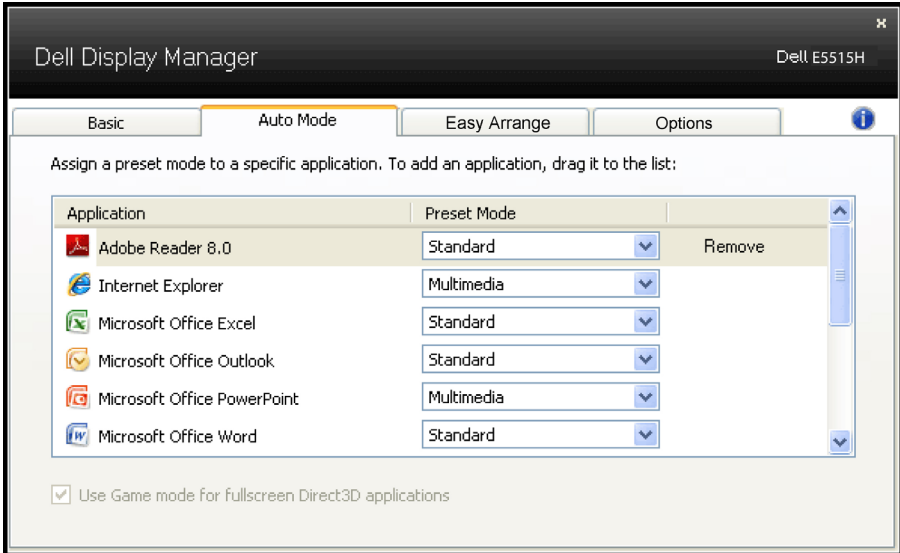 x
Dell Display Manager
Dell E5515H
Basic Auto Mode Easy Arrange Options
Assign a preset mode to a specific application. To add an application, drag it to the list:
Application Preset Mode
Adobe Reader 8.0 Standard Remove
Internet Explorer Multimedia
Microsoft Office Excel Standard
Microsoft Office Outlook Standard
Microsoft Office PowerPoint Multimedia
Microsoft Office Word Standard
Use Game mode for fullscreen Direct3D applications